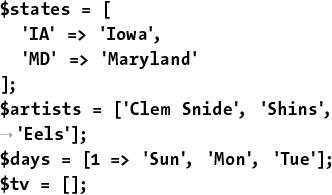 $states = [
  'IA' => 'Iowa',
  'MD' => 'Maryland'
];
$artists = ['Clem Snide', 'Shins',
→'Eels'];
$days = [1 => 'Sun', 'Mon', 'Tue'];
$tv = [];